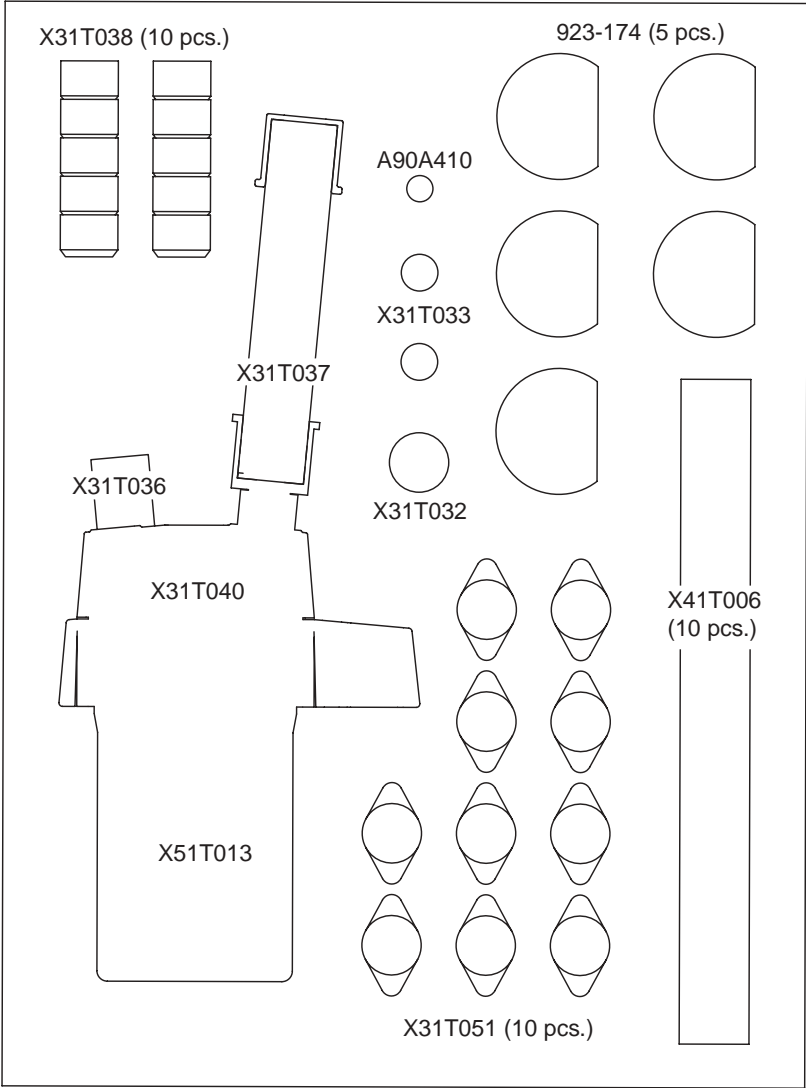 X31T038 (10 pcs.)
923-174 (5 pcs.)
A90A410
X31T033
X31T037
X31T036
X31T032
X31T040
X41T006
(10 pcs.)
X51T013
X31T051 (10 pcs.)